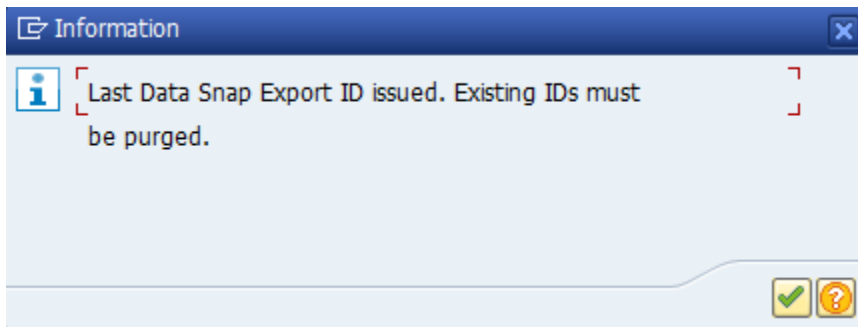 Information
Last Data Snap Export ID issued. Existing IDs must
be purged.